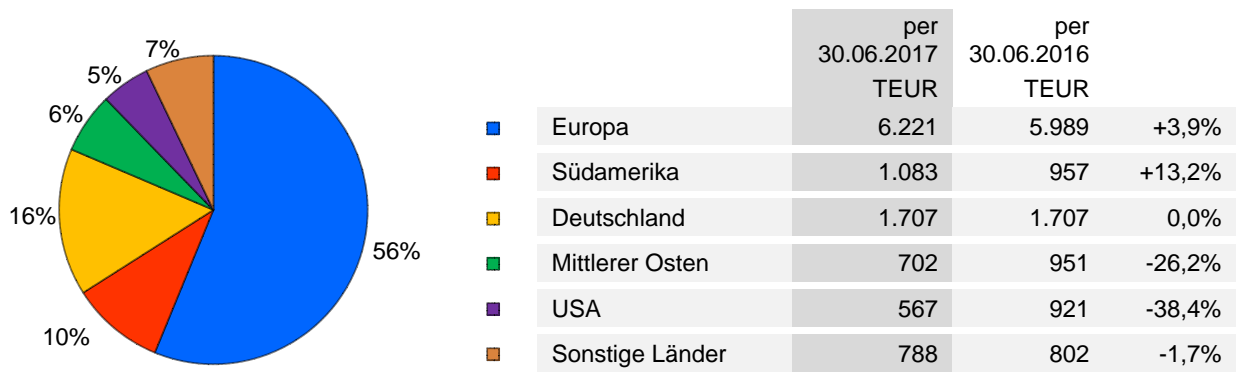 7%
5%
6%
16%
10%
56%
per per
30.06.2017 30.06.2016
TEUR TEUR
Europa 6.221 5.989 +3,9%
Südamerika 1.083 957 +13,2%
Deutschland 1.707 1.707 0,0%
Mittlerer Osten 702 951 -26,2%
USA 567 921 -38,4%
Sonstige Länder 788 802 -1,7%